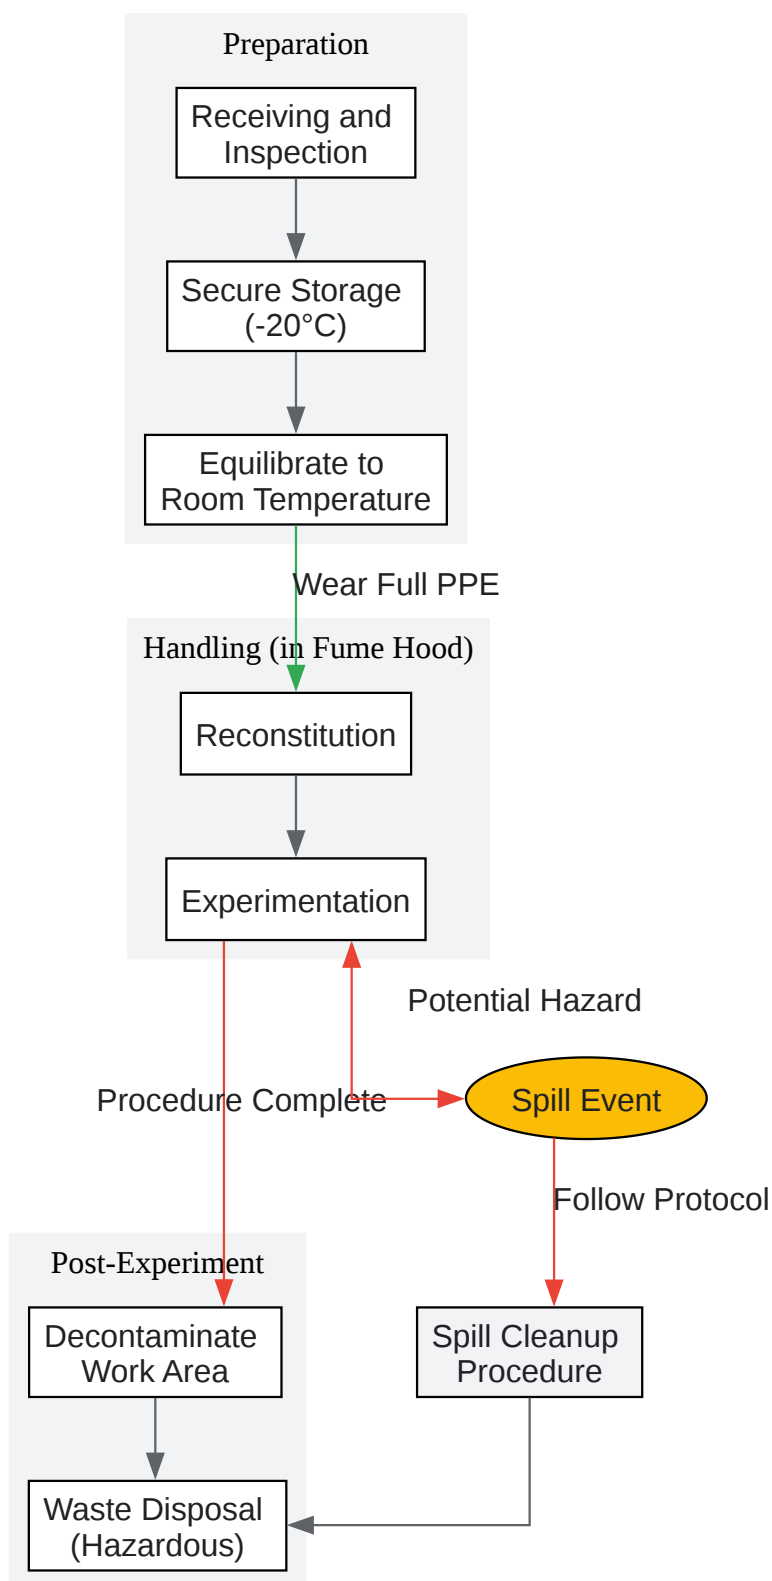 Preparation
Receiving and
Inspection
Secure Storage
(-20°C)
Equilibrate to
Room Temperature
Wear Full PPE
Handling (in Fume Hood)
Reconstitution
Experimentation
Potential Hazard
Procedure Complete
Spill Event
Follow Protocol
Post-Experiment
Decontaminate
Work Area
Spill Cleanup
Procedure
Waste Disposal
(Hazardous)